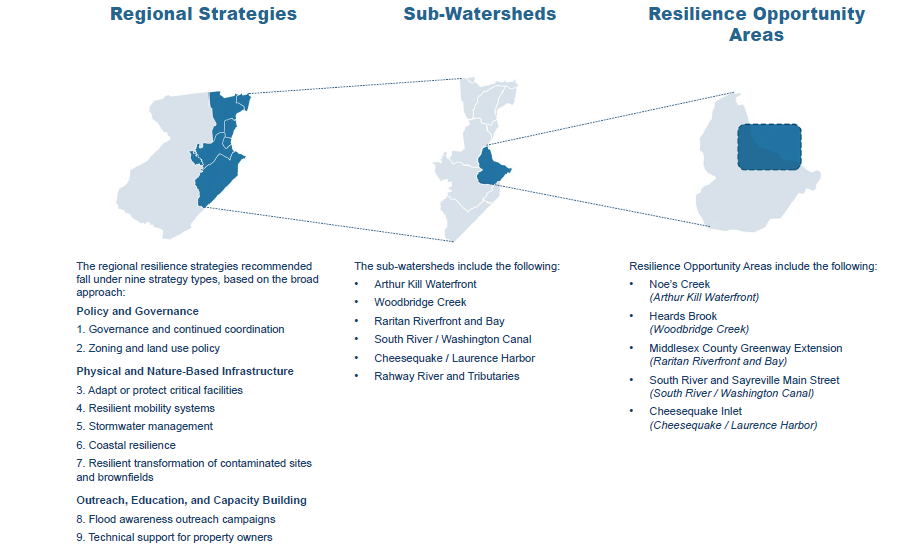 Regional Strategies
Sub-Watersheds
Resilience Opportunity
Areas
The regional resilience strategies recommended
fall under nine strategy types, based on the broad
approach:
Policy and Governance
1. Governance and continued coordination
2. Zoning and land use policy
Physical and Nature-Based Infrastructure
3. Adapt or protect critical facilities
4. Resilient mobility systems
5. Stormwater management
6. Coastal resilience
7. Resilient transformation of contaminated sites
and brownfields
Outreach, Education, and Capacity Building
8. Flood awareness outreach campaigns
9. Technical support for property owners
The sub-watersheds include the following:
• Arthur Kill Waterfront
• Woodbridge Creek
• Raritan Riverfront and Bay
• South River / Washington Canal
• Cheesequake / Laurence Harbor
• Rahway River and Tributaries
Resilience Opportunity Areas include the following:
• Noe's Creek
(Arthur Kill Waterfront)
• Heards Brook
(Woodbridge Creek)
• Middlesex County Greenway Extension
(Raritan Riverfront and Bay)
• South River and Sayreville Main Street
(South River / Washington Canal)
• Cheesequake Inlet
(Cheesequake / Laurence Harbor)